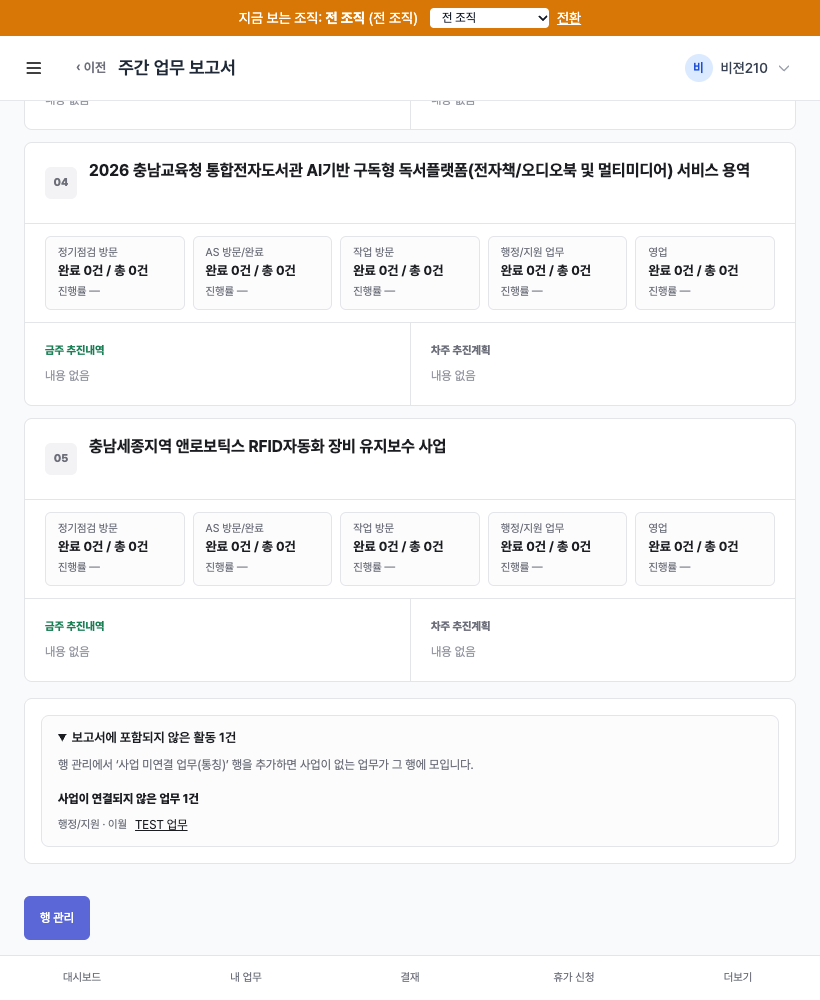 지금 보는 조직: 전 조직 (전 조직) 전 조직 전환
‹ 이전 주간 업무 보고서 비 비젼210
내용 없음 내용 없음
04 2026 충남교육청 통합전자도서관 AI기반 구독형 독서플랫폼(전자책/오디오북 및 멀티미디어) 서비스 용역
정기점검 방문 AS 방문/완료 작업 방문 행정/지원 업무 영업
완료 0건 / 총 0건 완료 0건 / 총 0건 완료 0건 / 총 0건 완료 0건 / 총 0건 완료 0건 / 총 0건
진행률 — 진행률 — 진행률 — 진행률 — 진행률 —
금주 추진내역 차주 추진계획
내용 없음 내용 없음
05 충남세종지역 앤로보틱스 RFID자동화 장비 유지보수 사업
정기점검 방문 AS 방문/완료 작업 방문 행정/지원 업무 영업
완료 0건 / 총 0건 완료 0건 / 총 0건 완료 0건 / 총 0건 완료 0건 / 총 0건 완료 0건 / 총 0건
진행률 — 진행률 — 진행률 — 진행률 — 진행률 —
금주 추진내역 차주 추진계획
내용 없음 내용 없음
▼ 보고서에 포함되지 않은 활동 1건
행 관리에서 ‘사업 미연결 업무(통칭)’ 행을 추가하면 사업이 없는 업무가 그 행에 모입니다.
사업이 연결되지 않은 업무 1건
행정/지원 · 이월 TEST 업무
행 관리
대시보드 내 업무 결재 휴가 신청 더보기